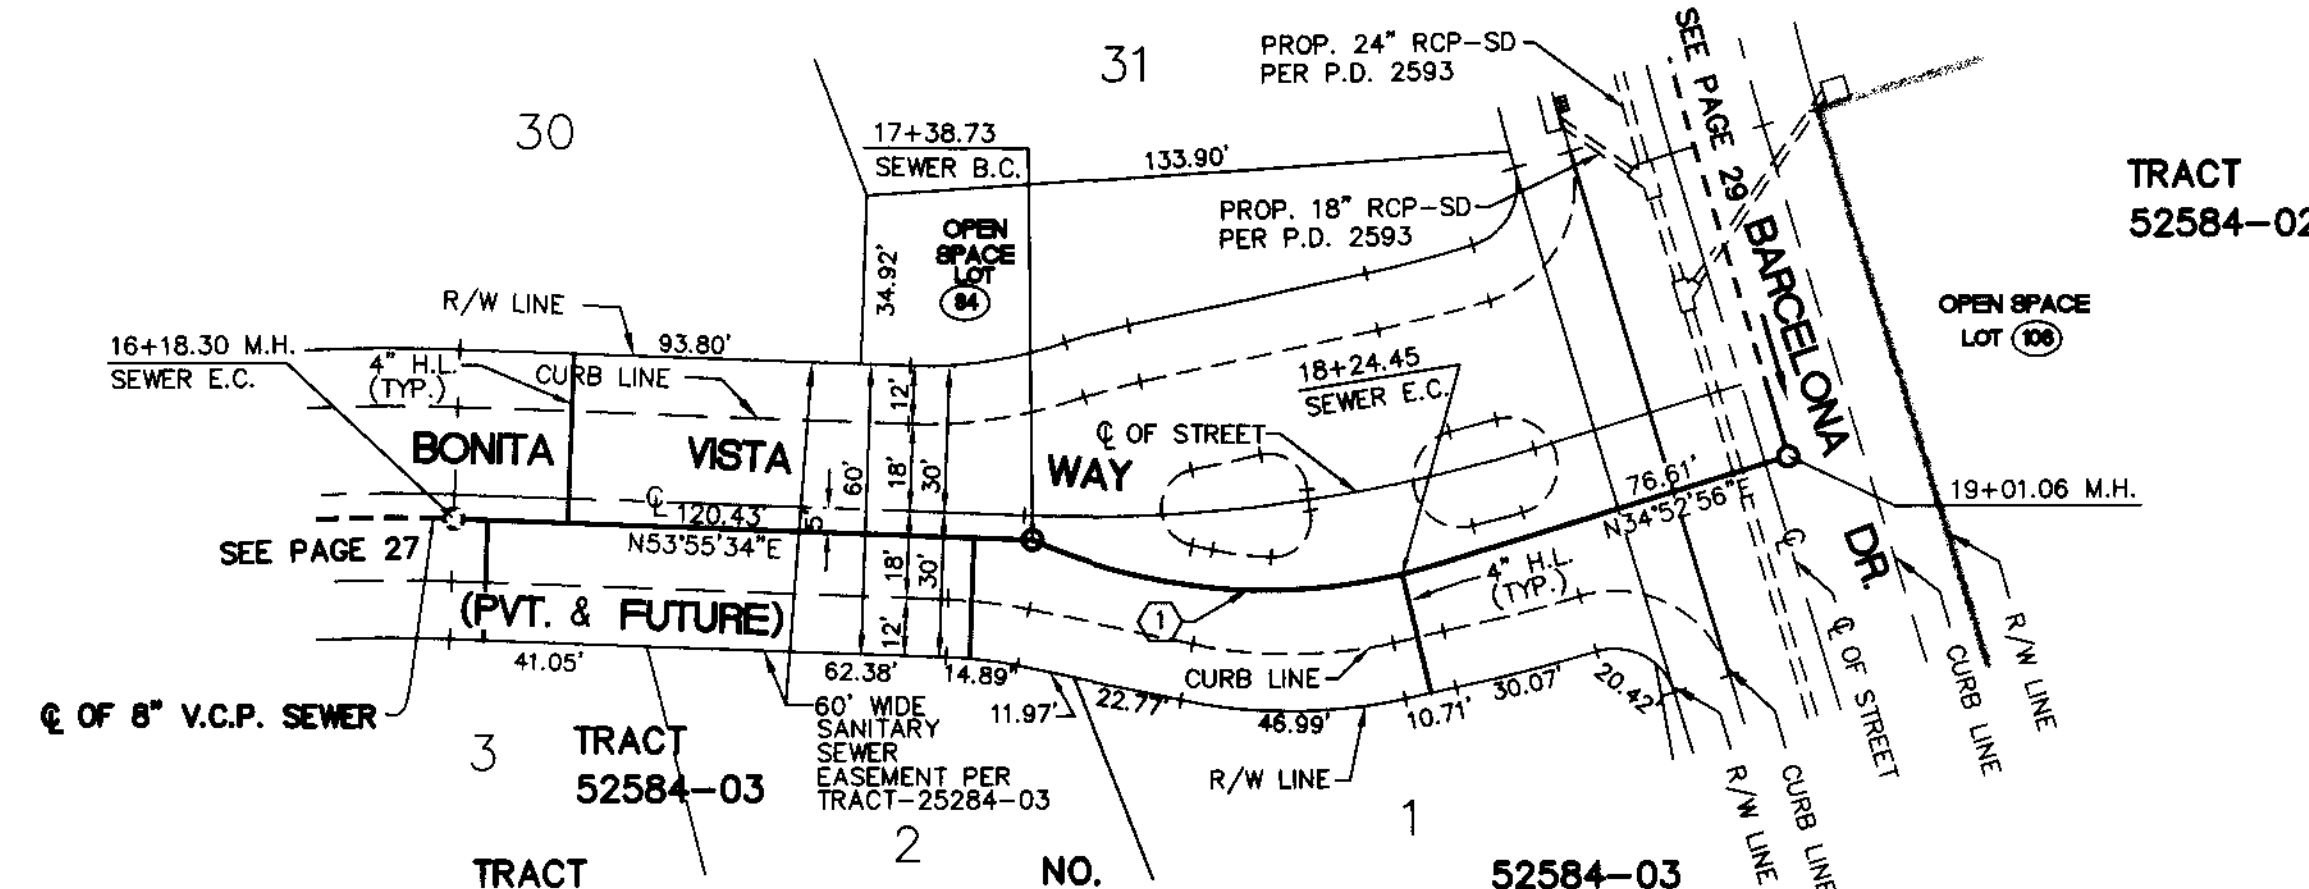 30
31
PROP. 24" RCP-SD
PER P.D. 2593
SEE PAGE 29
17+38.73
SEWER B.C.
133.90'
TRACT
52584-02
PROP. 18" RCP-SD
PER P.D. 2593
OPEN
SPACE
LOT
84
34.92'
BARCELONA
DR.
OPEN SPACE
LOT 106
R/W LINE
16+18.30 M.H.
SEWER E.C.
4" H.L.
(TYP.)
93.80'
CURB LINE
12'
18'
30'
60'
18+24.45
SEWER E.C.
℄ OF STREET
BONITA
VISTA
WAY
℄
120.43'
N53°55'34"E
5'
76.61'
N34°52'56"E
19+01.06 M.H.
SEE PAGE 27
18'
30'
12'
(PVT. & FUTURE)
1
4" H.L.
(TYP.)
℄
℄ OF STREET
CURB LINE
R/W LINE
41.05'
62.38'
14.89"
11.97'
22.77'
46.99'
10.71'
30.07'
20.42'
CURB LINE
℄ OF 8" V.C.P. SEWER
60' WIDE
SANITARY
SEWER
EASEMENT PER
TRACT-25284-03
R/W LINE
3
TRACT
52584-03
2
1
R/W LINE
CURB LINE
TRACT
NO.
52584-03